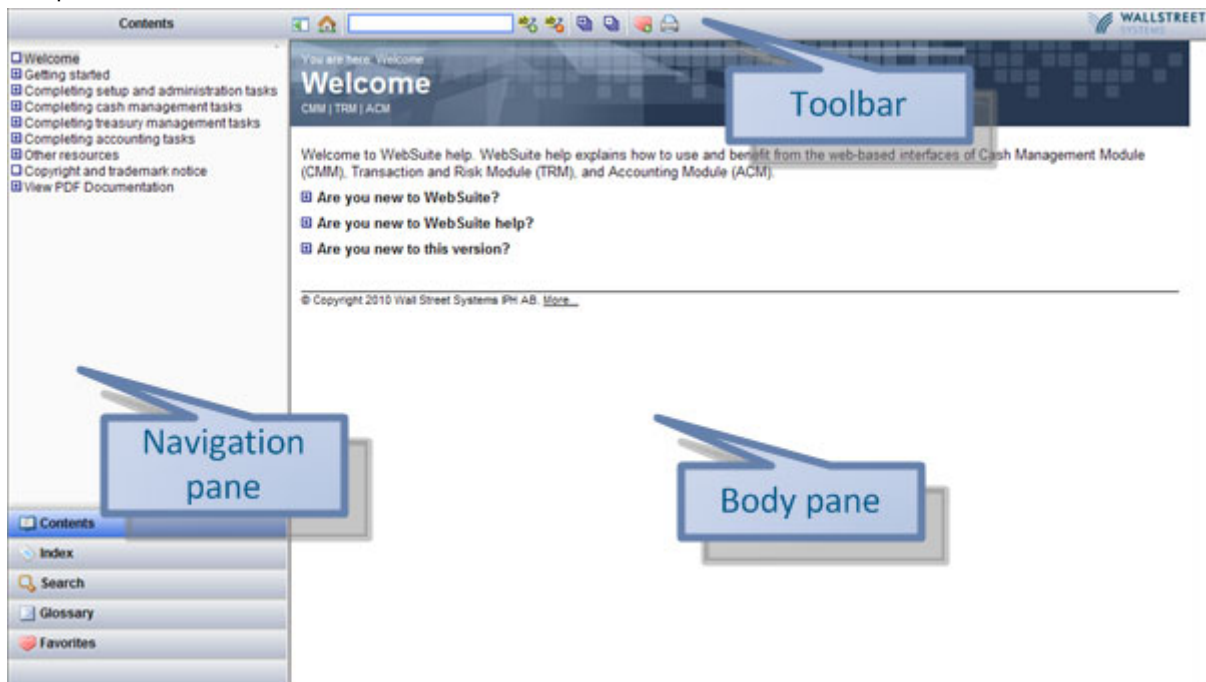 Contents
WALLSTREET
SYSTEMS
Welcome
Getting started
Completing setup and administration tasks
Completing cash management tasks
Completing treasury management tasks
Completing accounting tasks
Other resources
Copyright and trademark notice
View PDF Documentation
You are here: Welcome
Welcome
CMM | TRM | ACM
Toolbar
Welcome to WebSuite help. WebSuite help explains how to use and benefit from the web-based interfaces of Cash Management Module
(CMM), Transaction and Risk Module (TRM), and Accounting Module (ACM).
Are you new to WebSuite?
Are you new to WebSuite help?
Are you new to this version?
© Copyright 2010 Wall Street Systems IPH AB. More...
Navigation
pane
Body pane
Contents
Index
Search
Glossary
Favorites